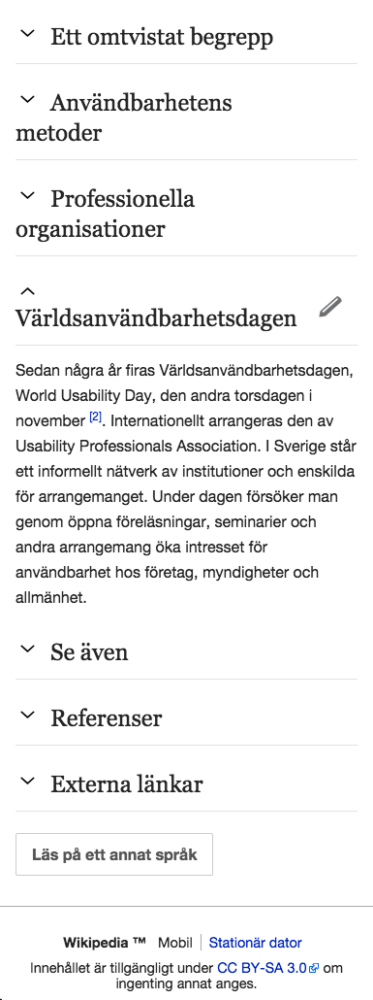 Ett omtvistat begrepp
Användbarhetens
metoder
Professionella
organisationer
Världsanvändbarhetsdagen
Sedan några år firas Världsanvändbarhetsdagen,
World Usability Day, den andra torsdagen i
november [2]. Internationellt arrangeras den av
Usability Professionals Association. I Sverige står
ett informellt nätverk av institutioner och enskilda
för arrangemanget. Under dagen försöker man
genom öppna föreläsningar, seminarier och
andra arrangemang öka intresset för
användbarhet hos företag, myndigheter och
allmänhet.
Se även
Referenser
Externa länkar
Läs på ett annat språk
Wikipedia ™ Mobil Stationär dator
Innehållet är tillgängligt under CC BY-SA 3.0 om
ingenting annat anges.